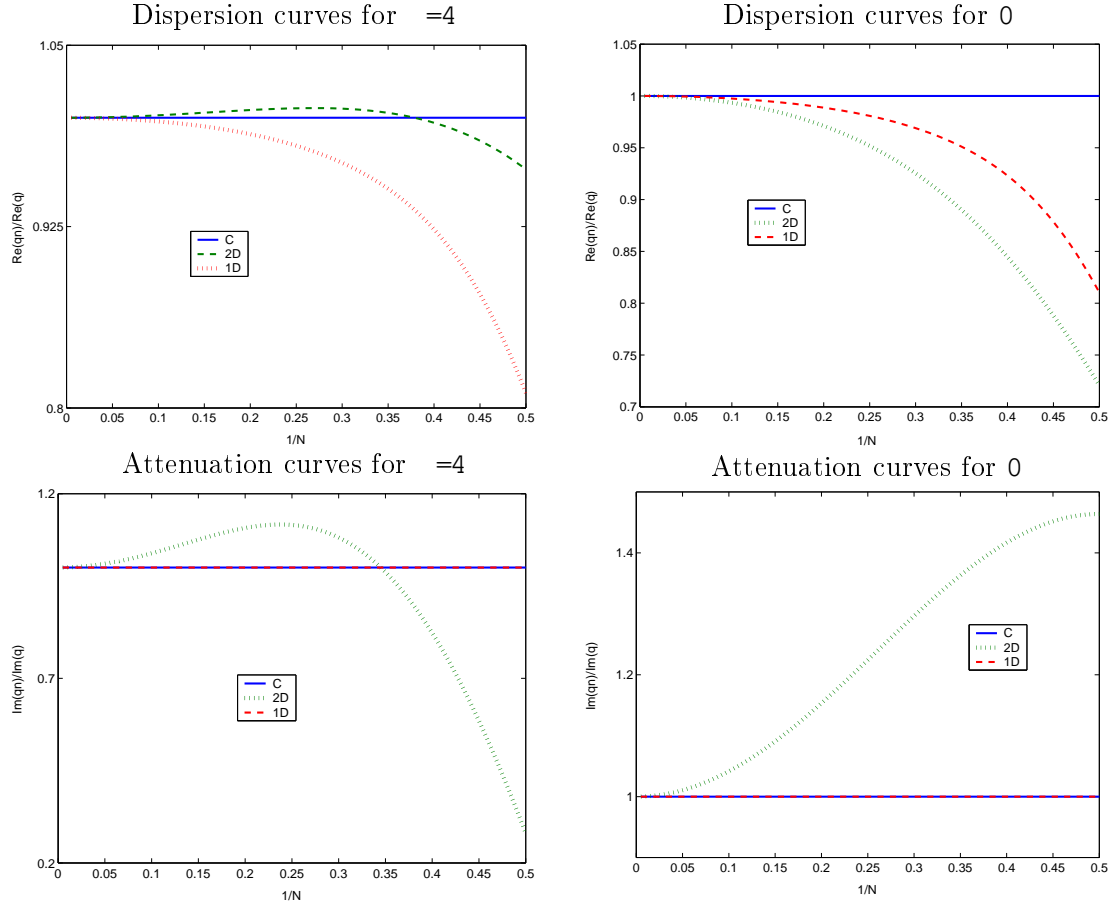 Dispersion curves for =4
1.05
0.925
0.8
Re(qn)/Re(q)
C
2D
1D
0 0.05 0.1 0.15 0.2 0.25 0.3 0.35 0.4 0.45 0.5
1/N
Dispersion curves for 0
1.05
1
0.95
0.9
0.85
0.8
0.75
0.7
Re(qn)/Re(q)
C
2D
1D
0 0.05 0.1 0.15 0.2 0.25 0.3 0.35 0.4 0.45 0.5
1/N
Attenuation curves for =4
1.2
0.7
0.2
Im(qn)/Im(q)
C
2D
1D
0 0.05 0.1 0.15 0.2 0.25 0.3 0.35 0.4 0.45 0.5
1/N
Attenuation curves for 0
1.4
1.2
1
Im(qn)/Im(q)
C
2D
1D
0 0.05 0.1 0.15 0.2 0.25 0.3 0.35 0.4 0.45 0.5
1/N